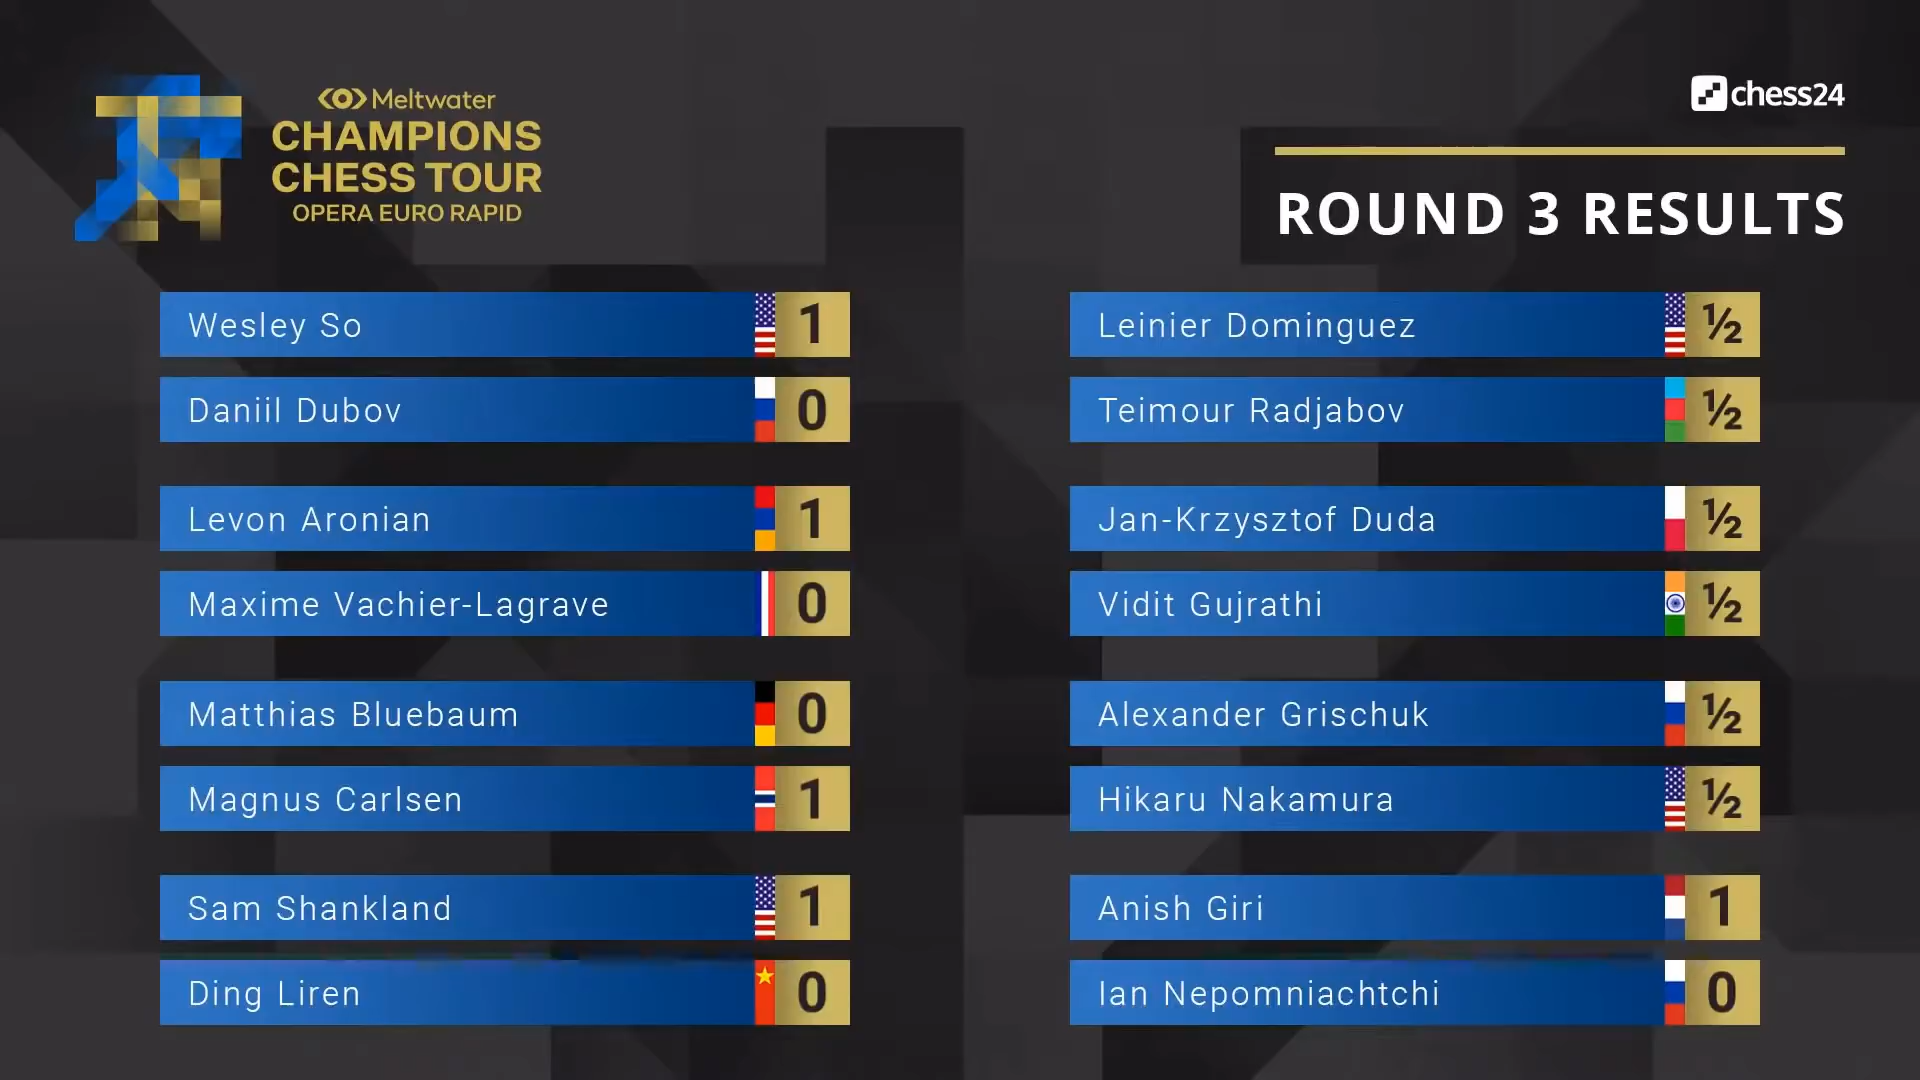 Meltwater
CHAMPIONS
CHESS TOUR
OPERA EURO RAPID
chess24
ROUND 3 RESULTS
Wesley So 1
Daniil Dubov 0
Levon Aronian 1
Maxime Vachier-Lagrave 0
Matthias Bluebaum 0
Magnus Carlsen 1
Sam Shankland 1
Ding Liren 0
Leinier Dominguez ½
Teimour Radjabov ½
Jan-Krzysztof Duda ½
Vidit Gujrathi ½
Alexander Grischuk ½
Hikaru Nakamura ½
Anish Giri 1
Ian Nepomniachtchi 0